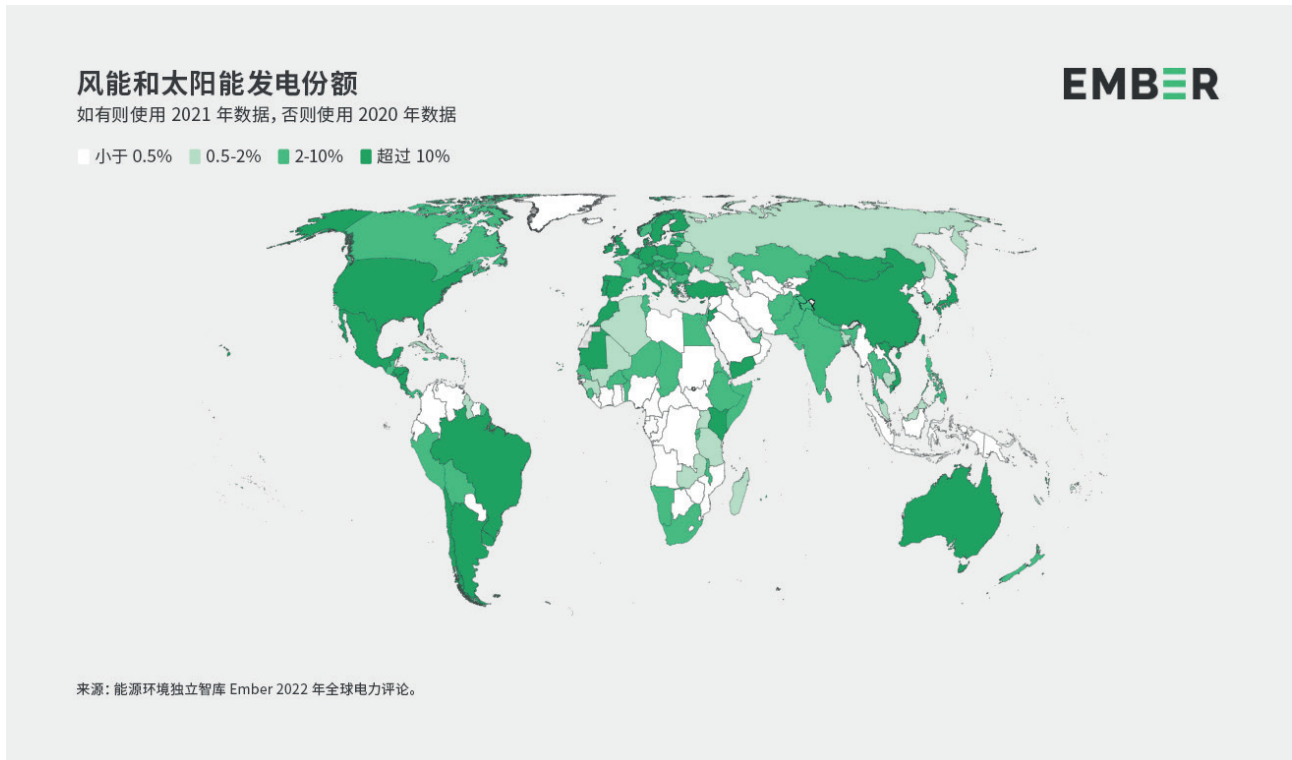 风能和太阳能发电份额
EMBER
如有则使用 2021 年数据，否则使用 2020 年数据
小于 0.5% 0.5-2% 2-10% 超过 10%
来源：能源环境独立智库 Ember 2022 年全球电力评论。